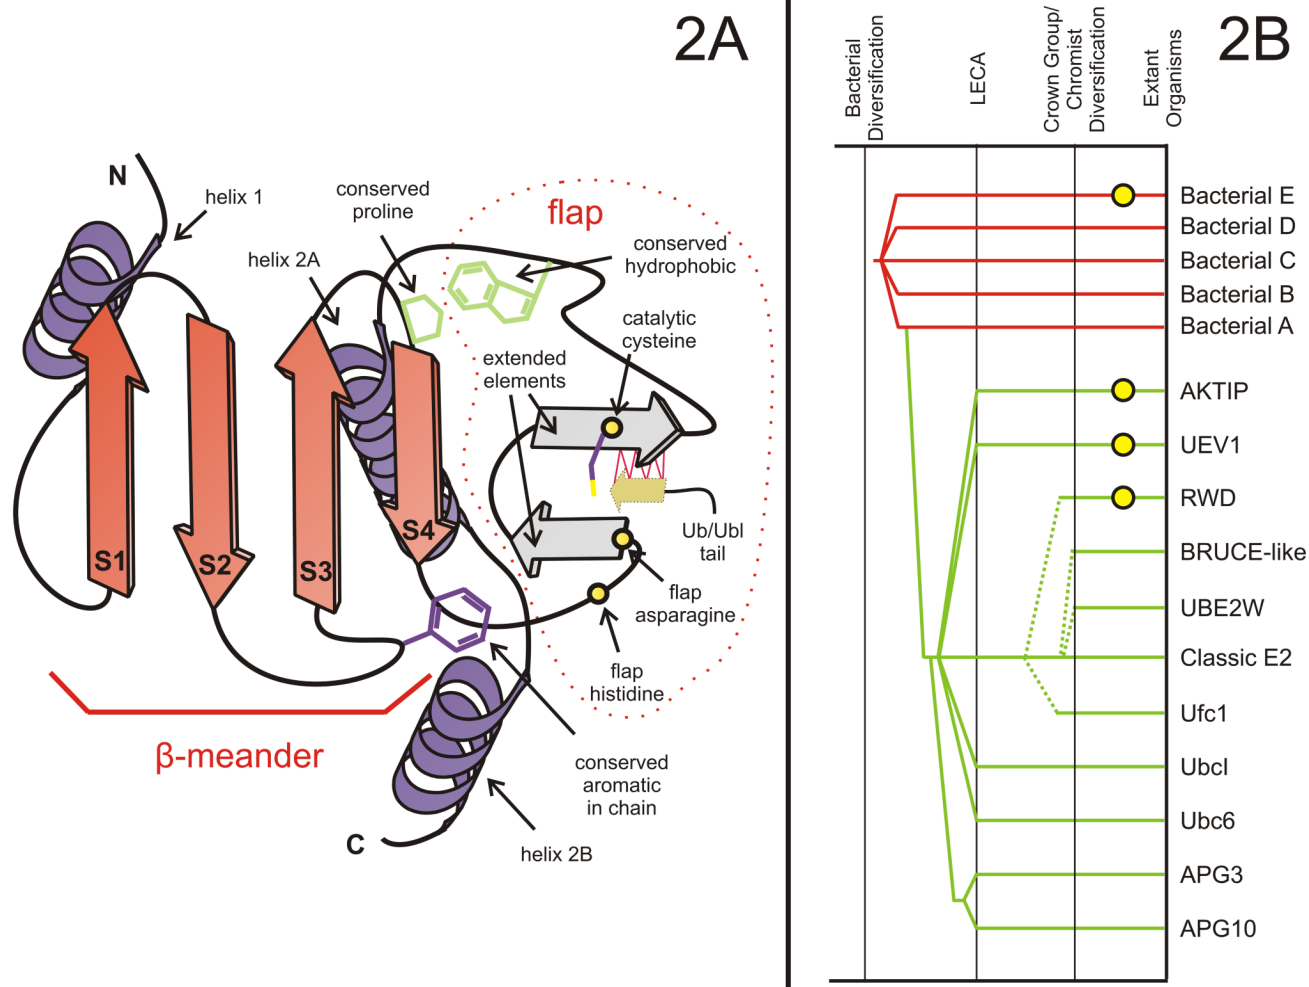 2A
N
helix 1
conserved
proline
helix 2A
flap
conserved
hydrophobic
catalytic
cysteine
extended
elements
S1
S2
S3
S4
Ub/Ubl
tail
flap
asparagine
flap
histidine
β-meander
conserved
aromatic
in chain
C
helix 2B
2B
Bacterial
Diversification
LECA
Crown Group/
Chromist
Diversification
Extant
Organisms
Bacterial E
Bacterial D
Bacterial C
Bacterial B
Bacterial A
AKTIP
UEV1
RWD
BRUCE-like
UBE2W
Classic E2
Ufc1
UbcI
Ubc6
APG3
APG10